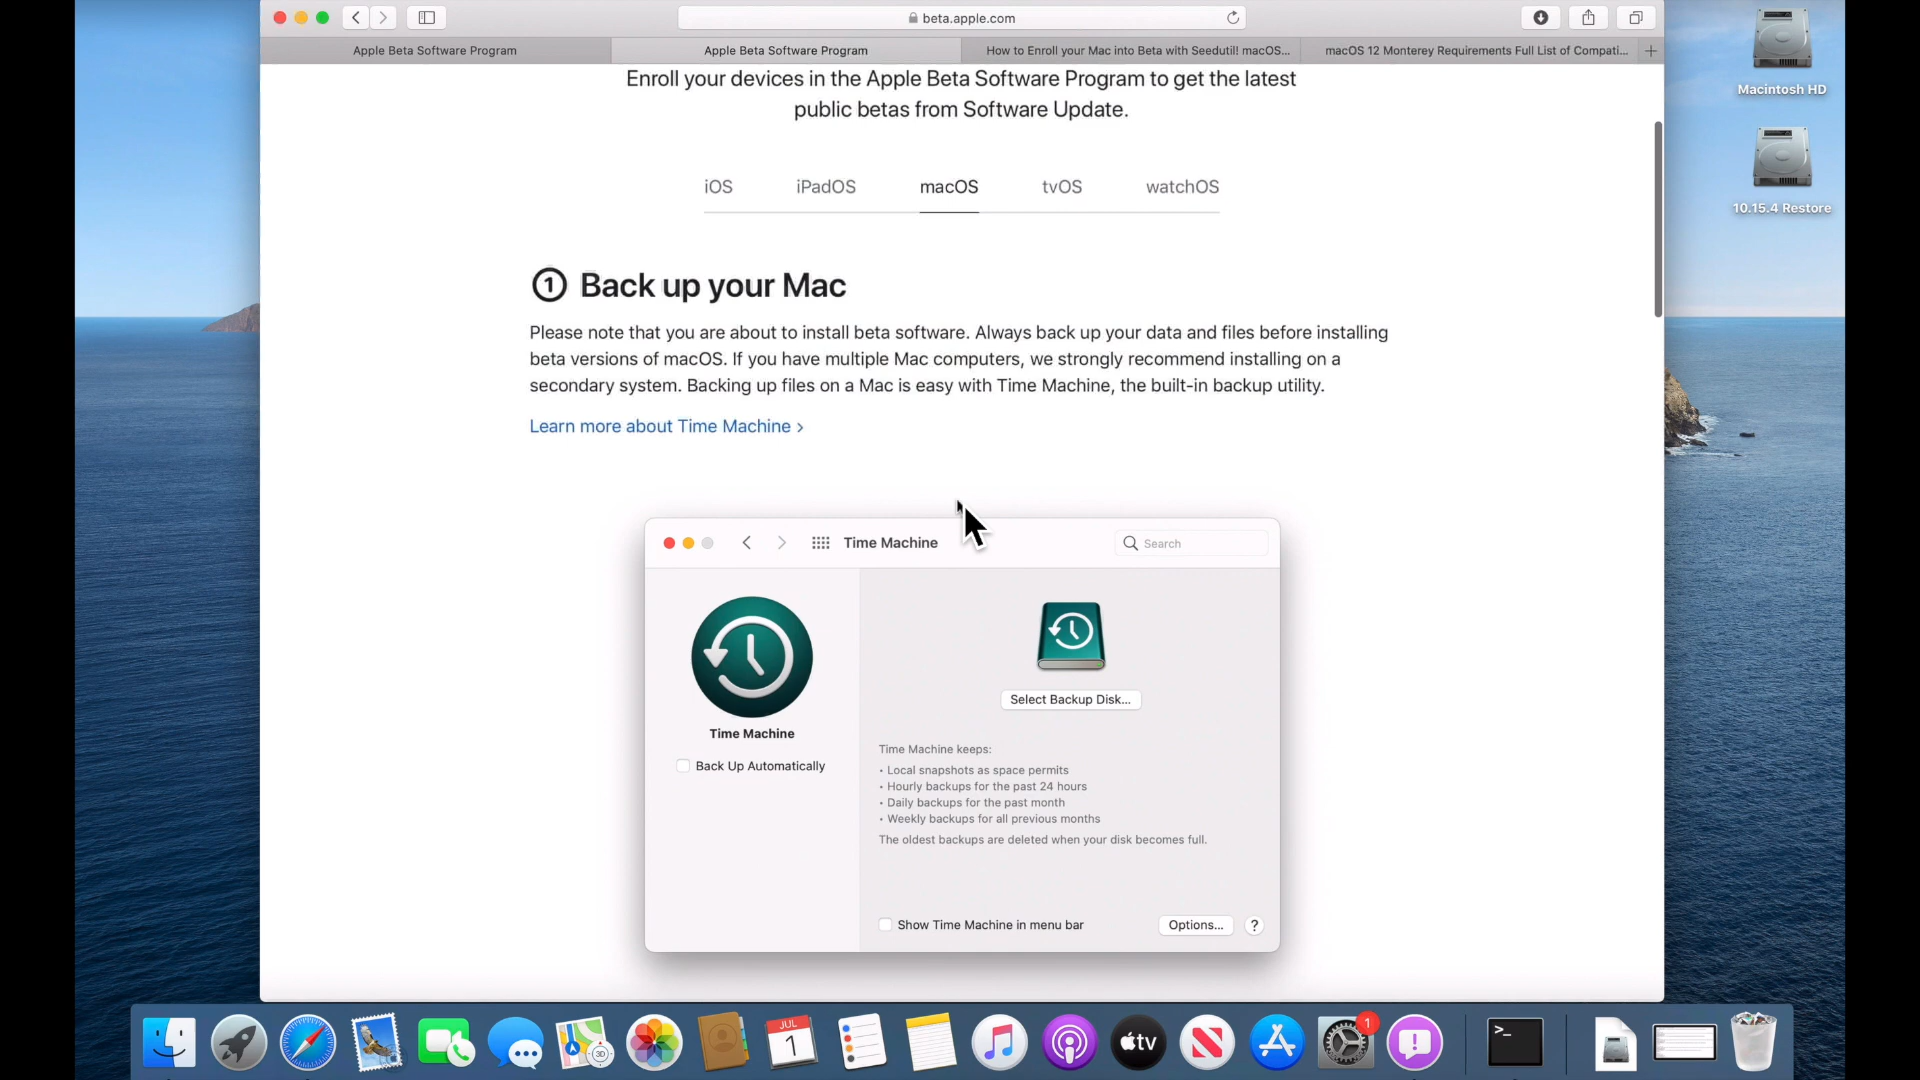 beta.apple.com
Apple Beta Software Program
Apple Beta Software Program
How to Enroll your Mac into Beta with Seedutil! macOS...
macOS 12 Monterey Requirements Full List of Compati...
Macintosh HD
10.15.4 Restore
Enroll your devices in the Apple Beta Software Program to get the latest
public betas from Software Update.
iOS
iPadOS
macOS
tvOS
watchOS
1 Back up your Mac
Please note that you are about to install beta software. Always back up your data and files before installing
beta versions of macOS. If you have multiple Mac computers, we strongly recommend installing on a
secondary system. Backing up files on a Mac is easy with Time Machine, the built-in backup utility.
Learn more about Time Machine >
Time Machine
Search
Time Machine
Back Up Automatically
Select Backup Disk...
Time Machine keeps:
• Local snapshots as space permits
• Hourly backups for the past 24 hours
• Daily backups for the past month
• Weekly backups for all previous months
The oldest backups are deleted when your disk becomes full.
Show Time Machine in menu bar
Options...
?
3D
JUL
1
tv
1
>_